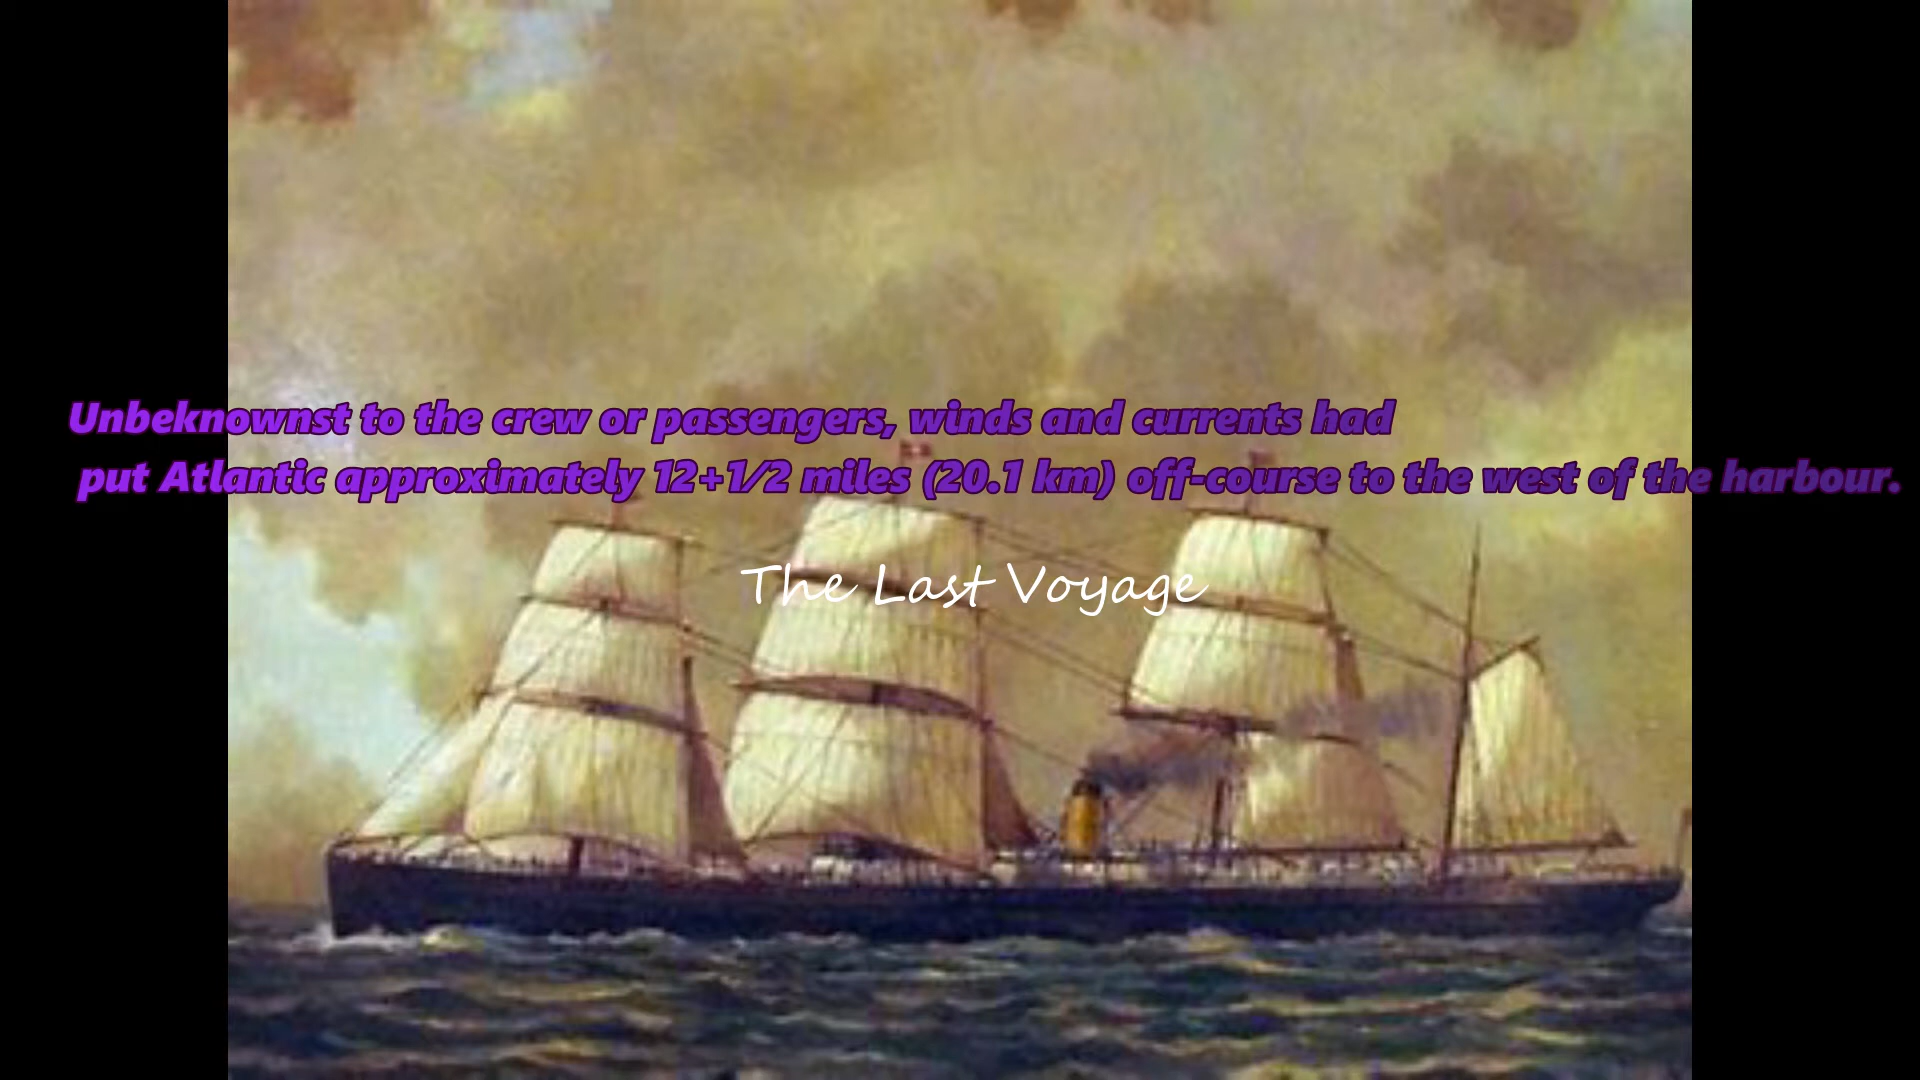 Unbeknownst to the crew or passengers, winds and currents had
put Atlantic approximately 12+1/2 miles (20.1 km) off-course to the west of the harbour.
The Last Voyage